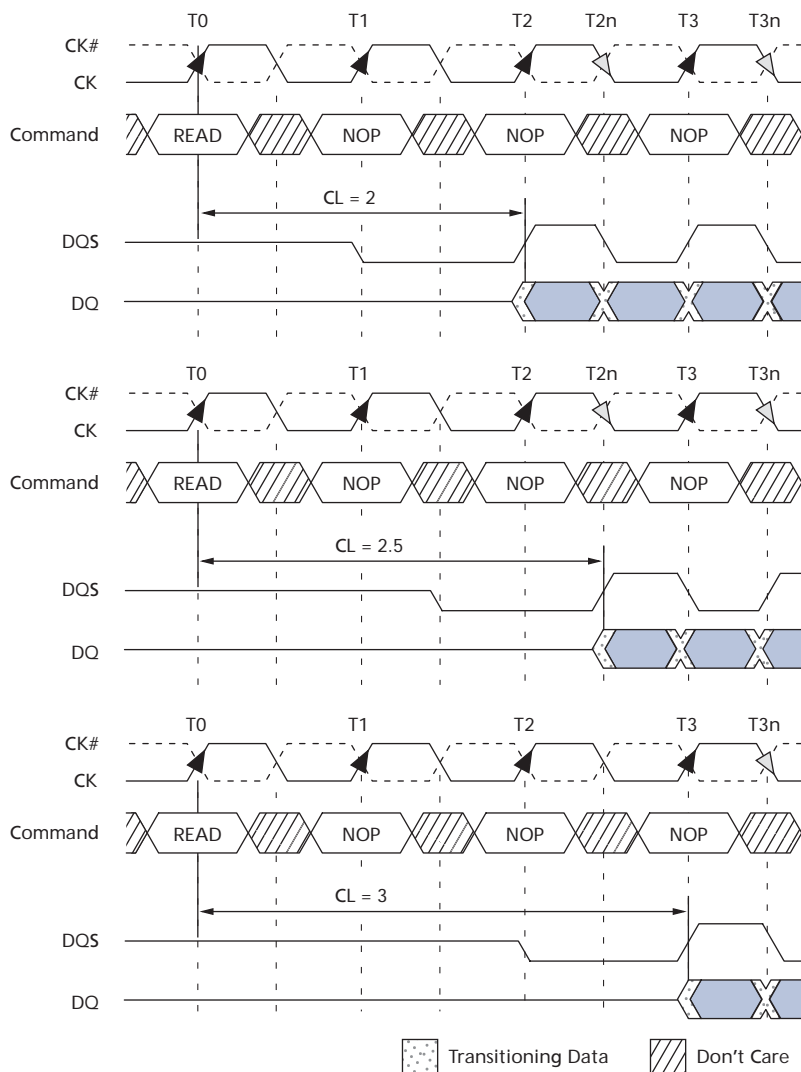 T0 T1 T2 T2n T3 T3n
CK#
CK
Command READ NOP NOP NOP
CL = 2
DQS
DQ
T0 T1 T2 T2n T3 T3n
CK#
CK
Command READ NOP NOP NOP
CL = 2.5
DQS
DQ
T0 T1 T2 T3 T3n
CK#
CK
Command READ NOP NOP NOP
CL = 3
DQS
DQ
Transitioning Data Don't Care